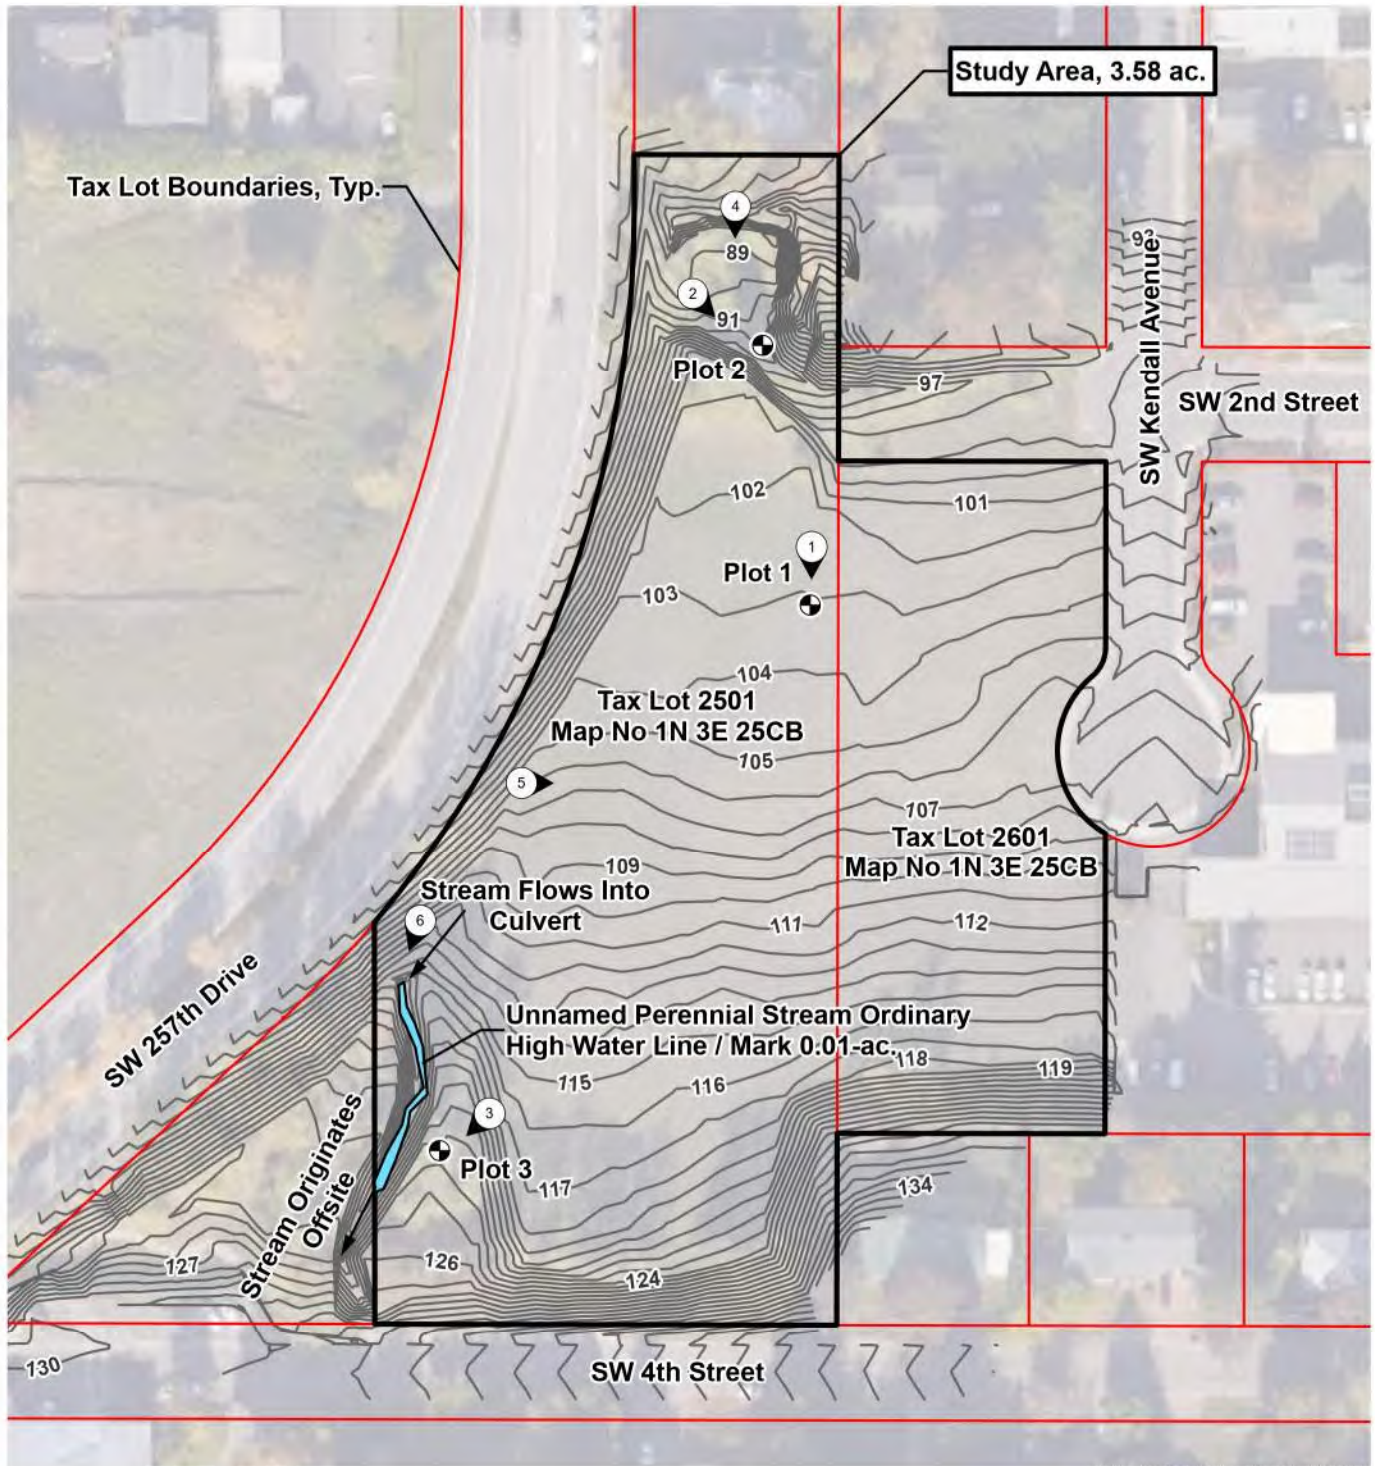 Study Area, 3.58 ac.
Tax Lot Boundaries, Typ.
4
89
93
2
91
Plot 2
97
SW Kendall Avenue
SW 2nd Street
102
101
1
Plot 1
103
104
Tax Lot 2501
Map No 1N 3E 25CB
105
5
107
Tax Lot 2601
Map No 1N 3E 25CB
109
Stream Flows Into
Culvert
6
111
112
SW 257th Drive
Unnamed Perennial Stream Ordinary
High Water Line / Mark 0.01-ac.
118
119
115
116
3
Plot 3
117
134
Stream Originates
Offsite
127
126
124
130
SW 4th Street